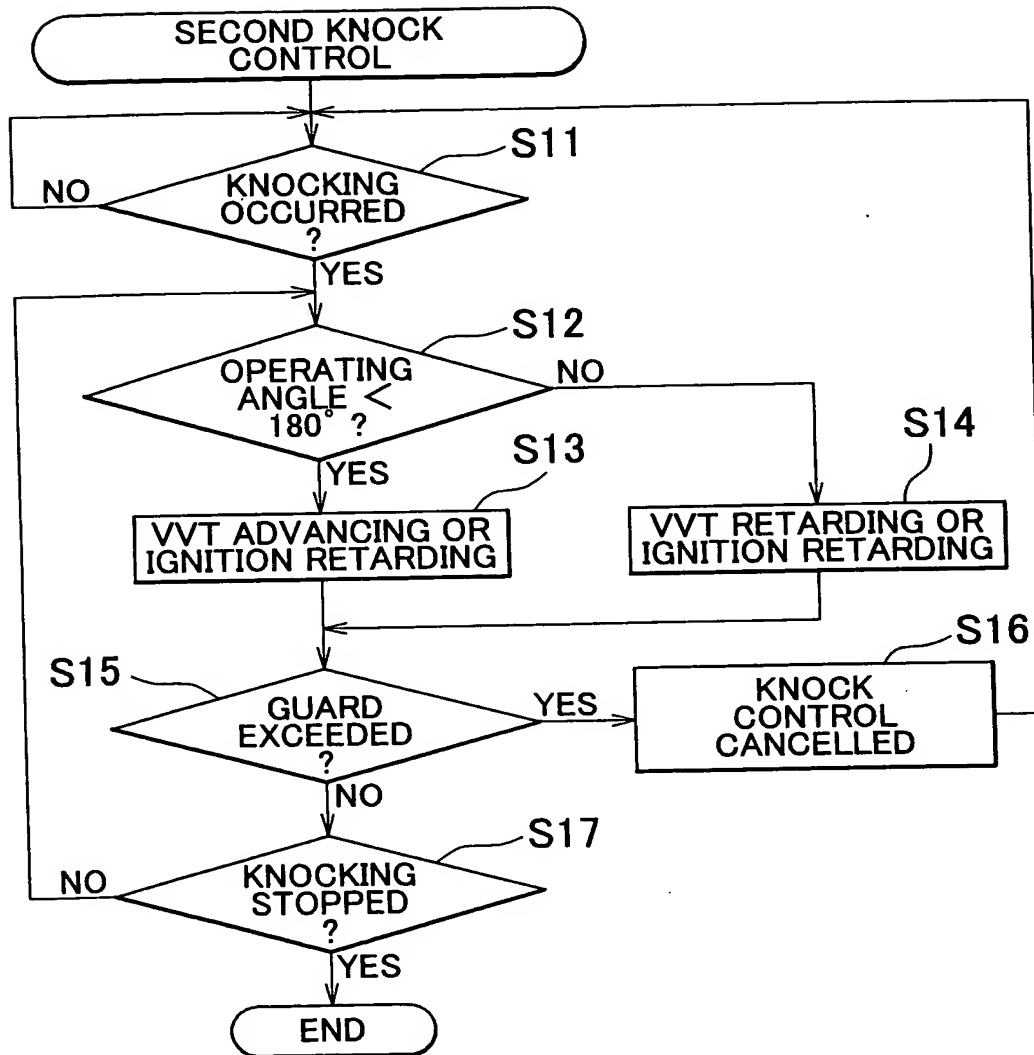 SECOND KNOCK
CONTROL
S11
NO
KNOCKING
OCCURRED
?
YES
S12
OPERATING
ANGLE <
180° ?
NO
YES
S13
S14
VVT ADVANCING OR
IGNITION RETARDING
VVT RETARDING OR
IGNITION RETARDING
S15
S16
GUARD
EXCEEDED
?
YES
KNOCK
CONTROL
CANCELLED
NO
S17
NO
KNOCKING
STOPPED
?
YES
END